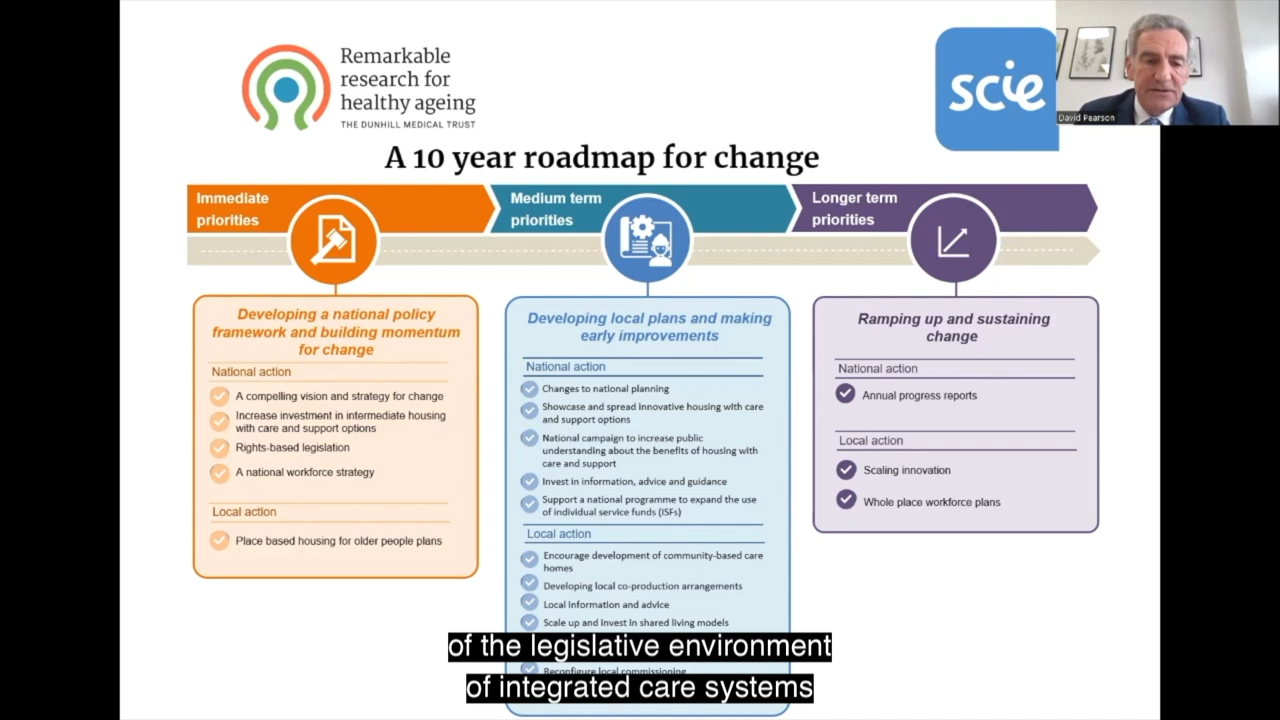 Remarkable
research for
healthy ageing
THE DUNHILL MEDICAL TRUST
scie
David Pearson
A 10 year roadmap for change
Immediate
priorities
Medium term
priorities
Longer term
priorities
Developing a national policy
framework and building momentum
for change
National action
A compelling vision and strategy for change
Increase investment in intermediate housing
with care and support options
Rights-based legislation
A national workforce strategy
Local action
Place based housing for older people plans
Developing local plans and making
early improvements
National action
Changes to national planning
Showcase and spread innovative housing with care
and support options
National campaign to increase public
understanding about the benefits of housing with
care and support
Invest in information, advice and guidance
Support a national programme to expand the use
of individual service funds (ISFs)
Local action
Encourage development of community-based care
homes
Developing local co-production arrangements
Local information and advice
Scale up and invest in shared living models
Reconfigure local commissioning
Ramping up and sustaining
change
National action
Annual progress reports
Local action
Scaling innovation
Whole place workforce plans
of the legislative environment
of integrated care systems